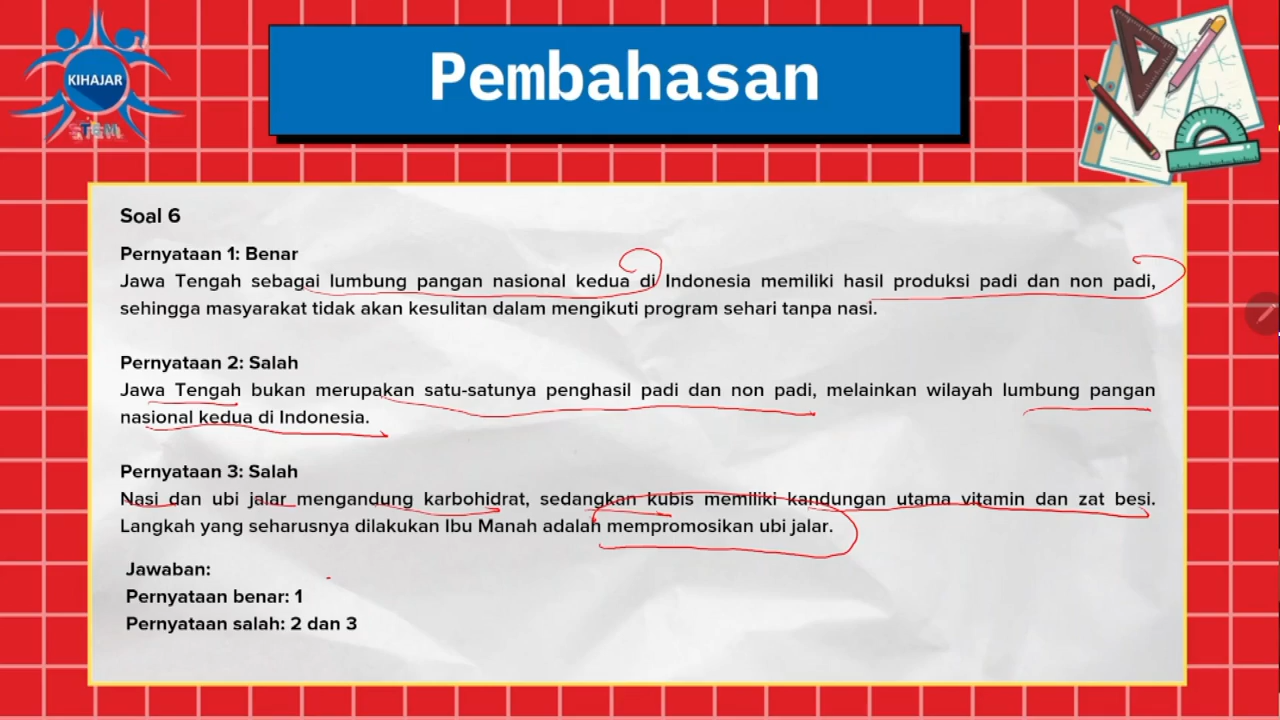 KIHAJAR
STEM
Pembahasan
Soal 6
Pernyataan 1: Benar
Jawa Tengah sebagai lumbung pangan nasional kedua di Indonesia memiliki hasil produksi padi dan non padi,
sehingga masyarakat tidak akan kesulitan dalam mengikuti program sehari tanpa nasi.
Pernyataan 2: Salah
Jawa Tengah bukan merupakan satu-satunya penghasil padi dan non padi, melainkan wilayah lumbung pangan
nasional kedua di Indonesia.
Pernyataan 3: Salah
Nasi dan ubi jalar mengandung karbohidrat, sedangkan kubis memiliki kandungan utama vitamin dan zat besi.
Langkah yang seharusnya dilakukan Ibu Manah adalah mempromosikan ubi jalar.
Jawaban:
Pernyataan benar: 1
Pernyataan salah: 2 dan 3